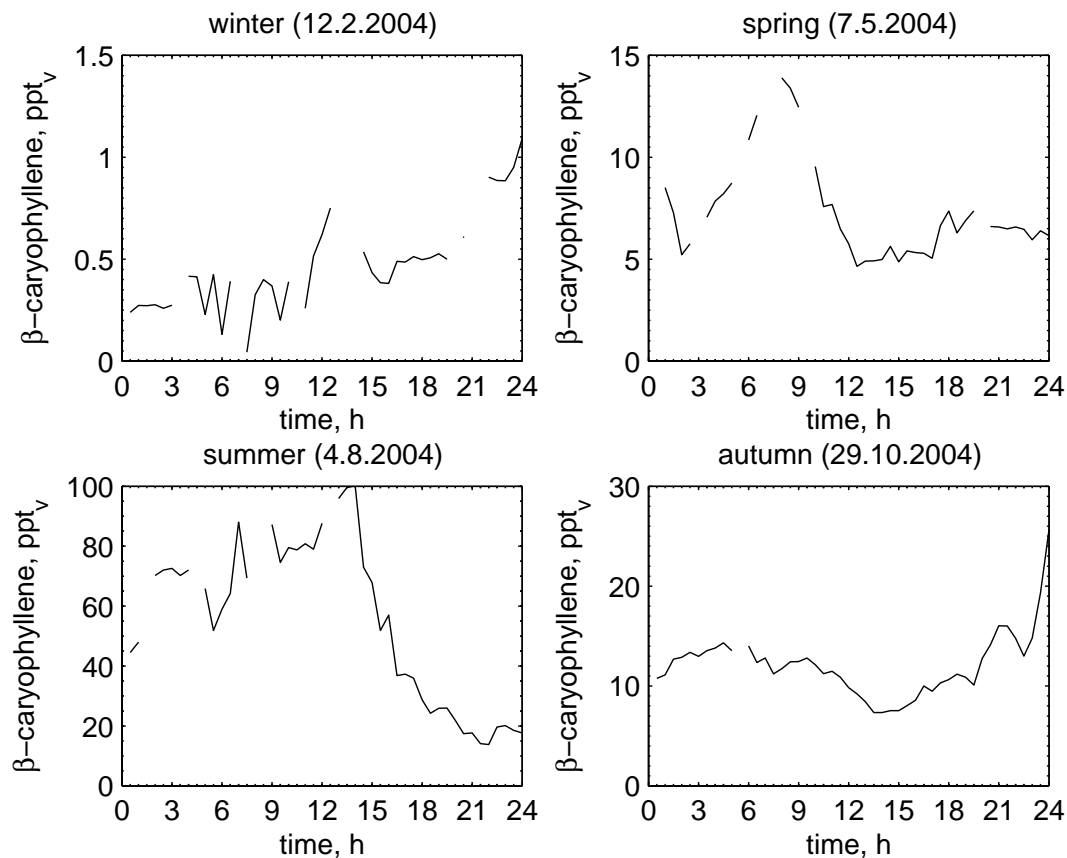 winter (12.2.2004)
β−caryophyllene, ppt_v
1.5
1
0.5
0
0 3 6 9 12 15 18 21 24
time, h
spring (7.5.2004)
β−caryophyllene, ppt_v
15
10
5
0
0 3 6 9 12 15 18 21 24
time, h
summer (4.8.2004)
β−caryophyllene, ppt_v
100
80
60
40
20
0
0 3 6 9 12 15 18 21 24
time, h
autumn (29.10.2004)
β−caryophyllene, ppt_v
30
20
10
0
0 3 6 9 12 15 18 21 24
time, h